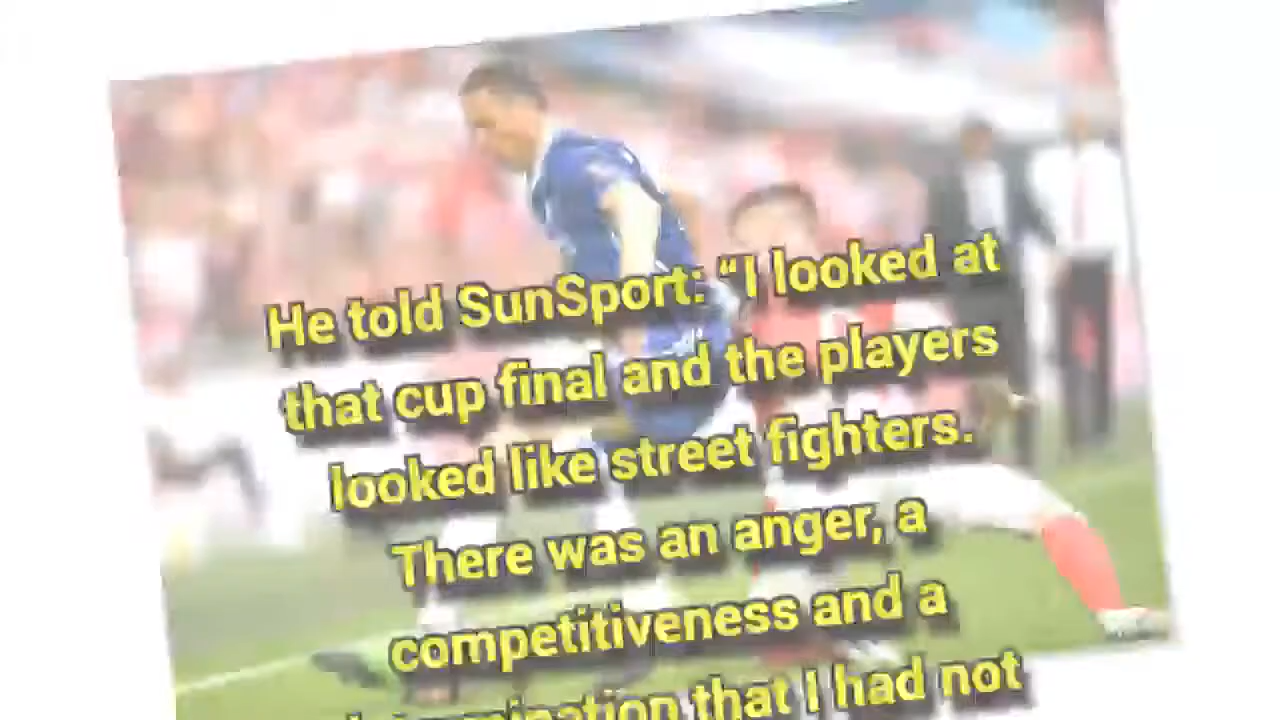 He told SunSport: “I looked at
that cup final and the players
looked like street fighters.
There was an anger, a
competitiveness and a
that I had not